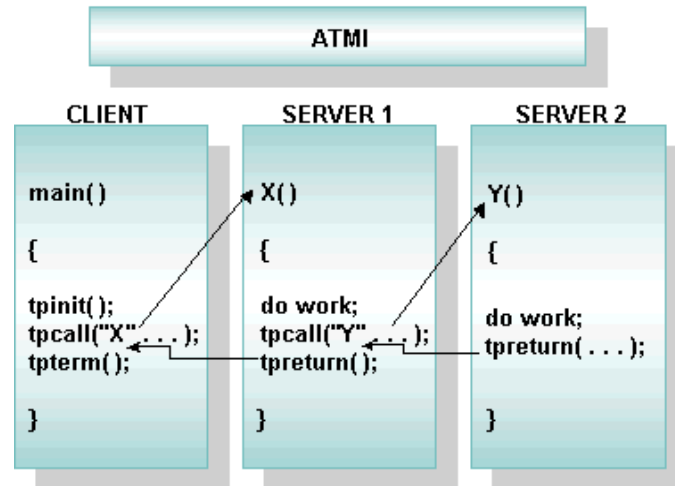 ATMI
CLIENT
main()
{
tpinit();
tpcall("X" . . . );
tpterm();
}
SERVER 1
X()
{
do work;
tpcall("Y" . . . );
tpreturn();
}
SERVER 2
Y()
{
do work;
tpreturn( . . . );
}